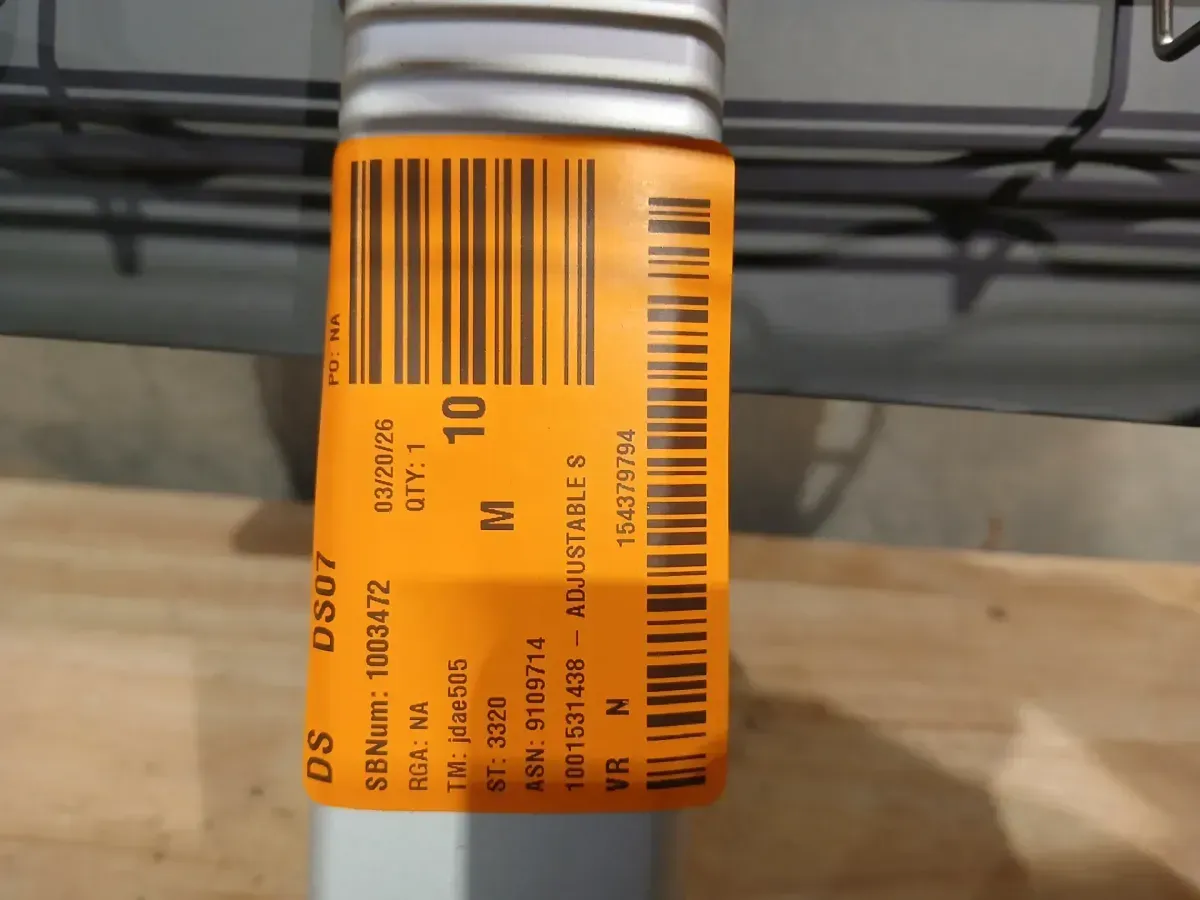 DS DS07 PO: NA
SBNum: 1003472 03/20/26
RGA: NA QTY: 1
TM: jdae505 10
ST: 3320 M
ASN: 9109714
1001531438 - ADJUSTABLE S
VR N 154379794